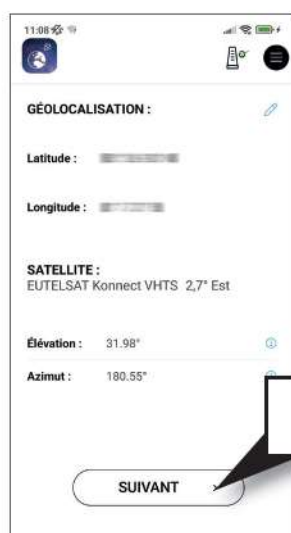 11:08
GÉOLOCALISATION :
Latitude :
Longitude :
SATELLITE :
EUTELSAT Konnect VHTS 2,7° Est
Élévation : 31.98°
Azimut : 180.55°
SUIVANT